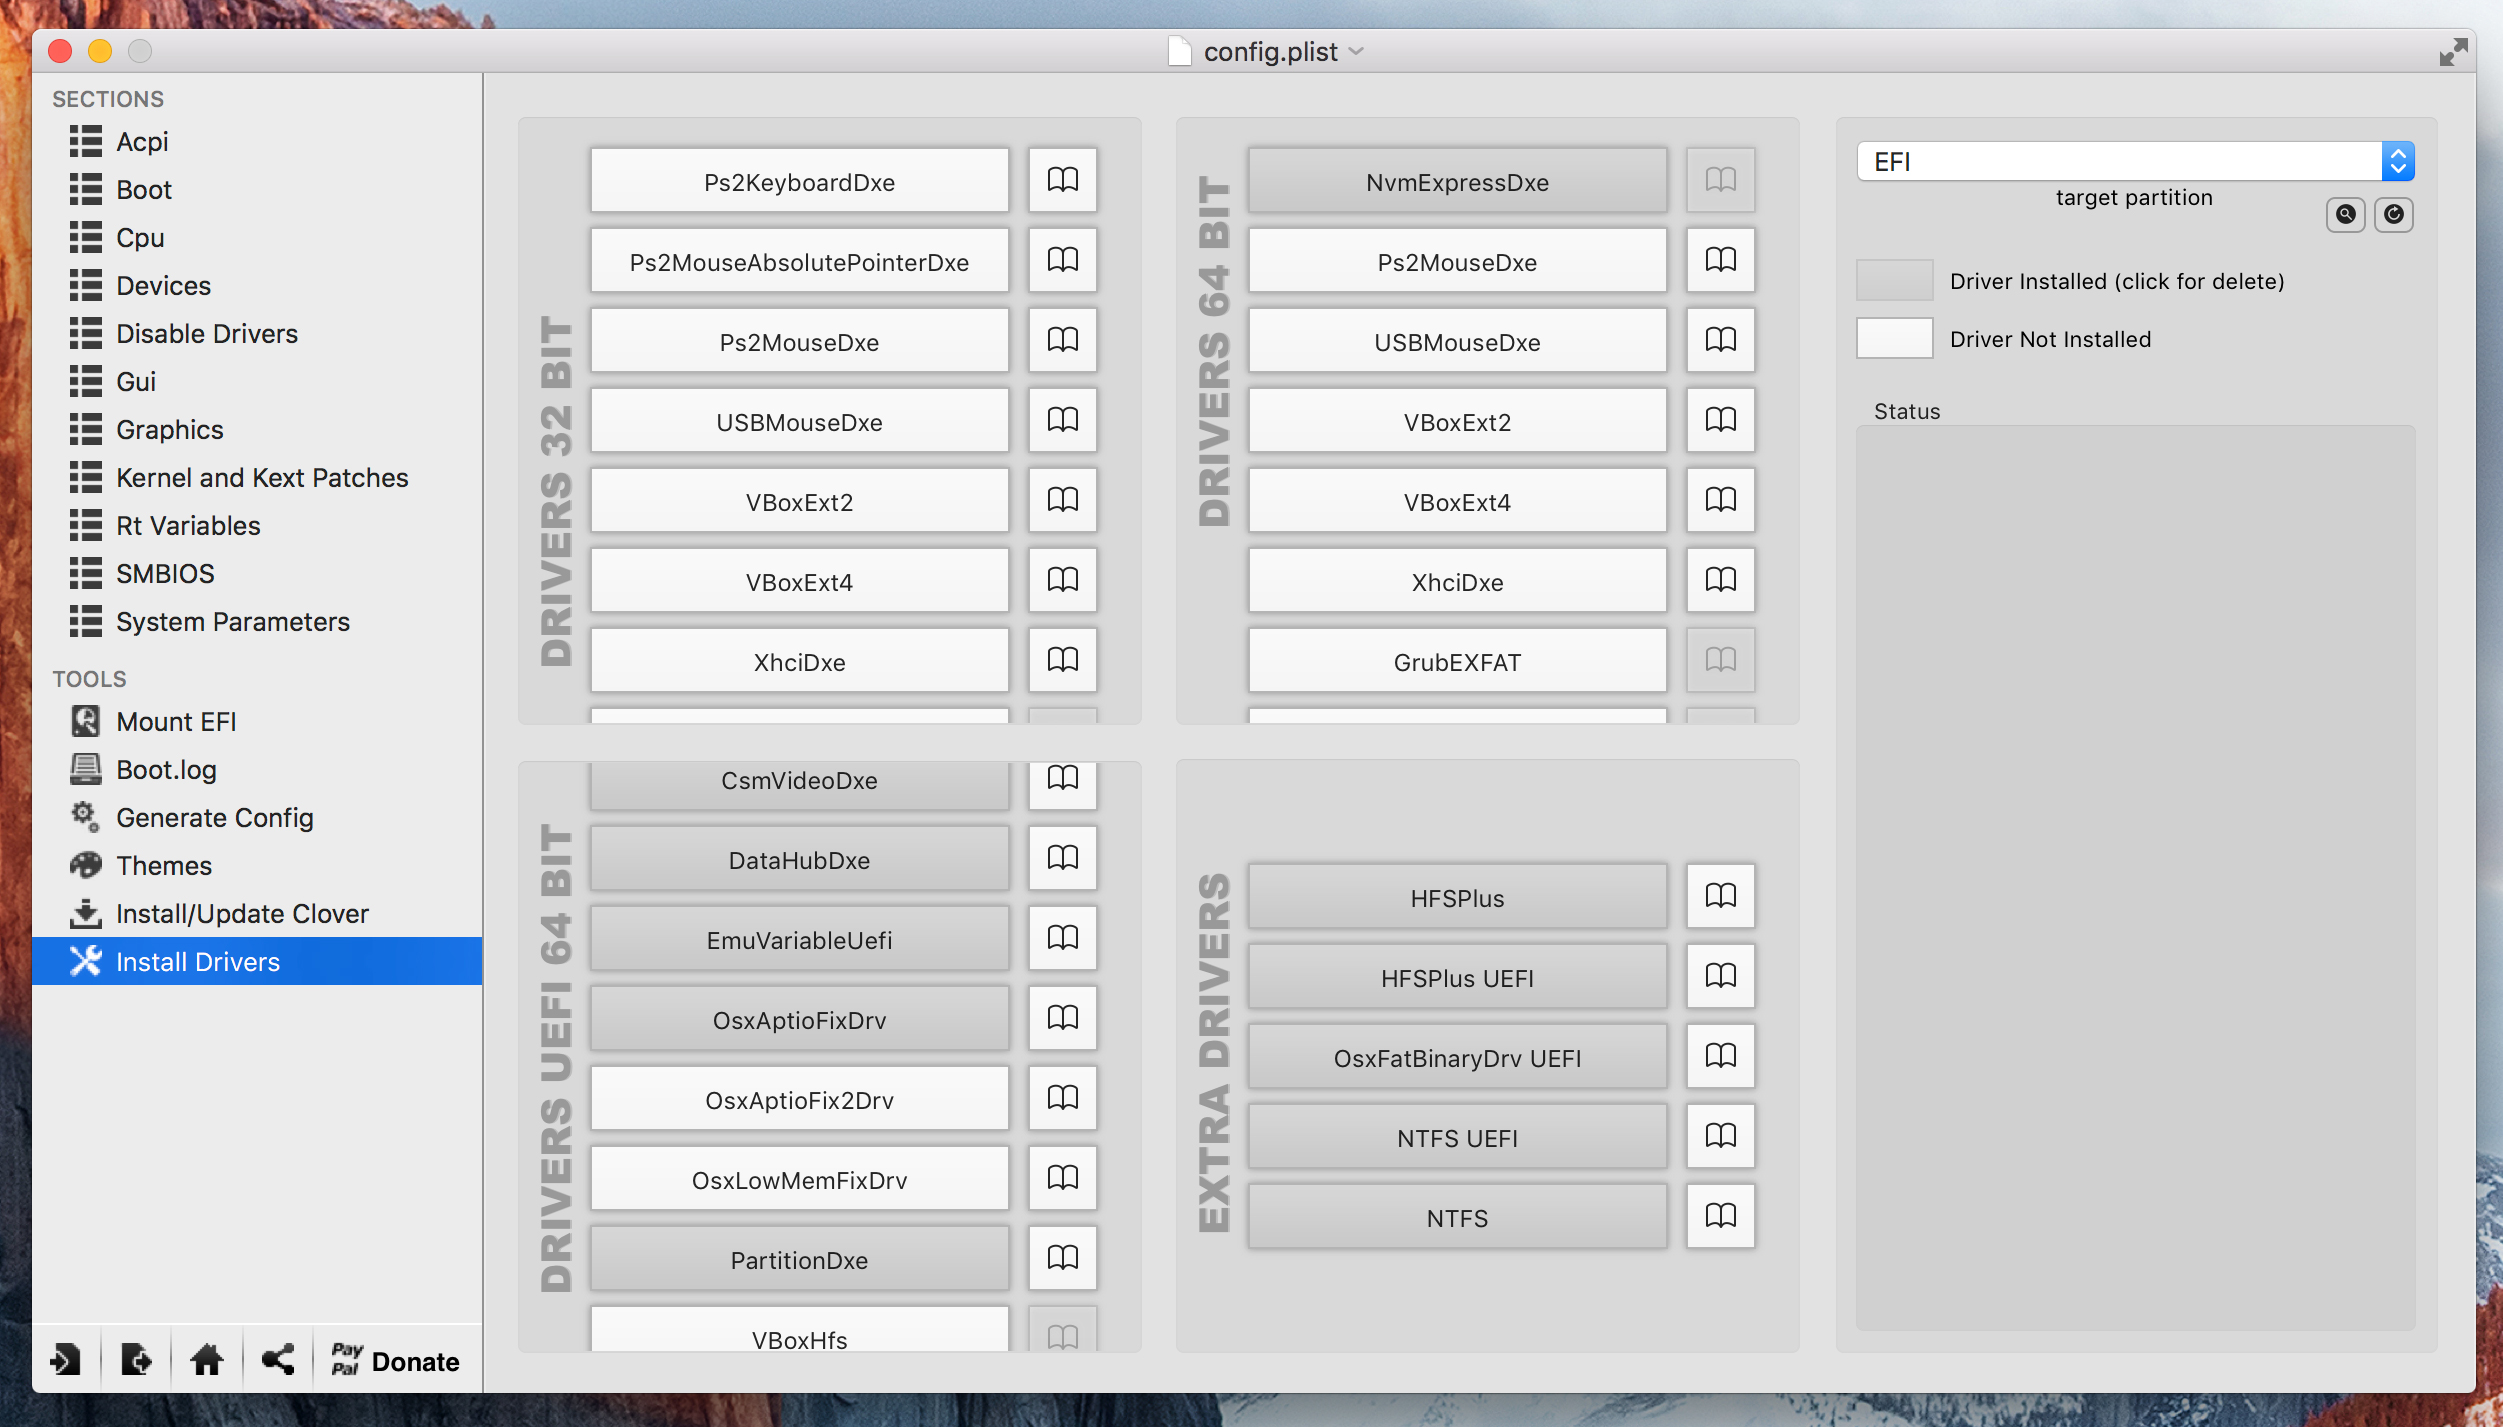 config.plist
SECTIONS
Acpi
Boot
Cpu
Devices
Disable Drivers
Gui
Graphics
Kernel and Kext Patches
Rt Variables
SMBIOS
System Parameters
TOOLS
Mount EFI
Boot.log
Generate Config
Themes
Install/Update Clover
Install Drivers
Pay
Pal
Donate
DRIVERS 32 BIT
Ps2KeyboardDxe
Ps2MouseAbsolutePointerDxe
Ps2MouseDxe
USBMouseDxe
VBoxExt2
VBoxExt4
XhciDxe
DRIVERS 64 BIT
NvmExpressDxe
Ps2MouseDxe
USBMouseDxe
VBoxExt2
VBoxExt4
XhciDxe
GrubEXFAT
DRIVERS UEFI 64 BIT
CsmVideoDxe
DataHubDxe
EmuVariableUefi
OsxAptioFixDrv
OsxAptioFix2Drv
OsxLowMemFixDrv
PartitionDxe
VBoxHfs
EXTRA DRIVERS
HFSPlus
HFSPlus UEFI
OsxFatBinaryDrv UEFI
NTFS UEFI
NTFS
EFI
target partition
Driver Installed (click for delete)
Driver Not Installed
Status